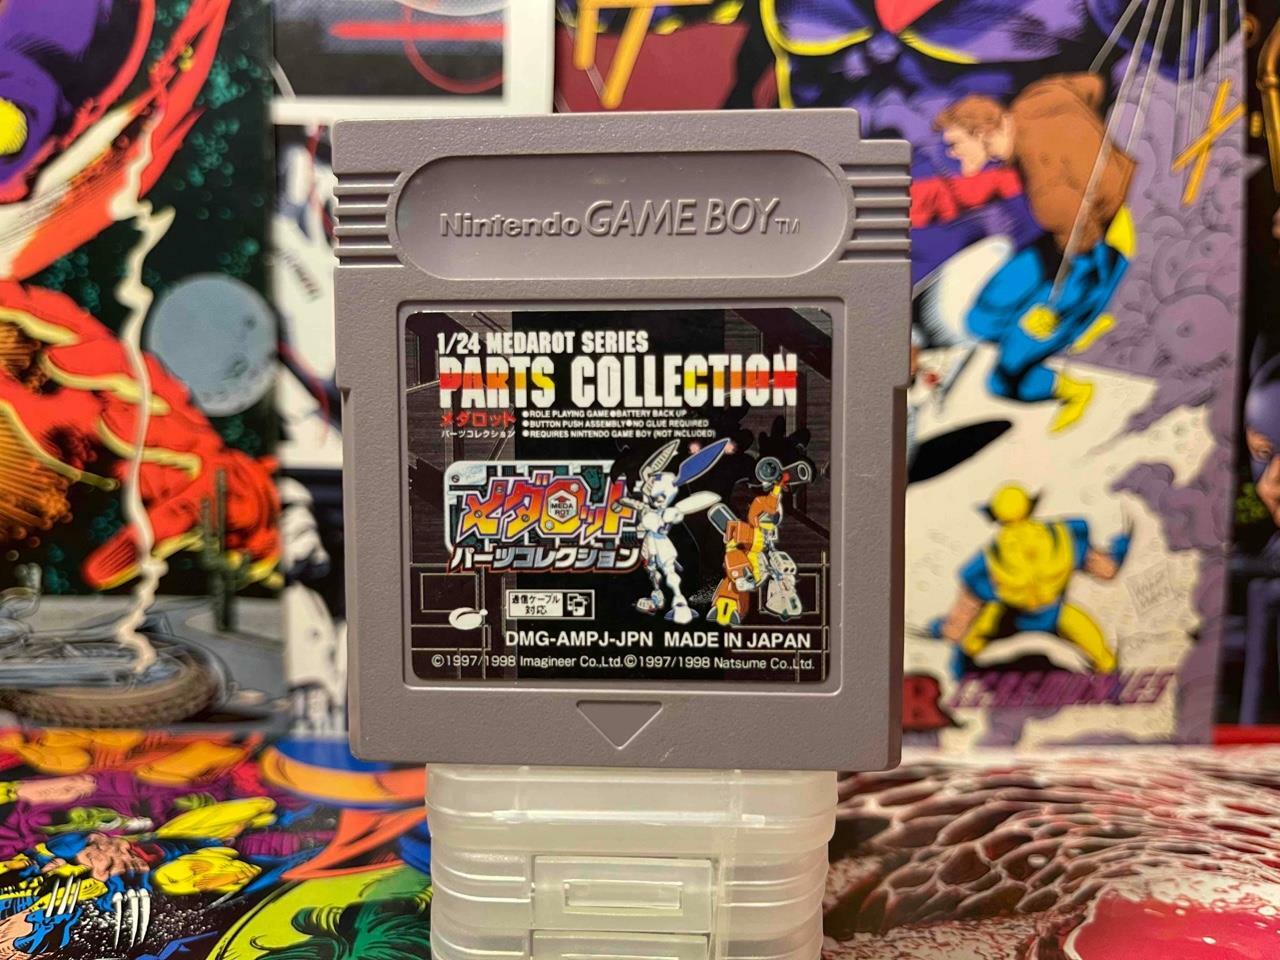 Nintendo GAME BOY TM
1/24 MEDAROT SERIES
PARTS COLLECTION
メダロット
パーツコレクション
●ROLE PLAYING GAME●BATTERY BACK UP
●BUTTON PUSH ASSEMBLY●NO GLUE REQUIRED
●REQUIRES NINTENDO GAME BOY (NOT INCLUDED)
メダロット
MEDA
ROT
パーツコレクション
通信ケーブル
対応
DMG-AMPJ-JPN MADE IN JAPAN
©1997/1998 Imagineer Co.,Ltd.©1997/1998 Natsume Co.,Ltd.